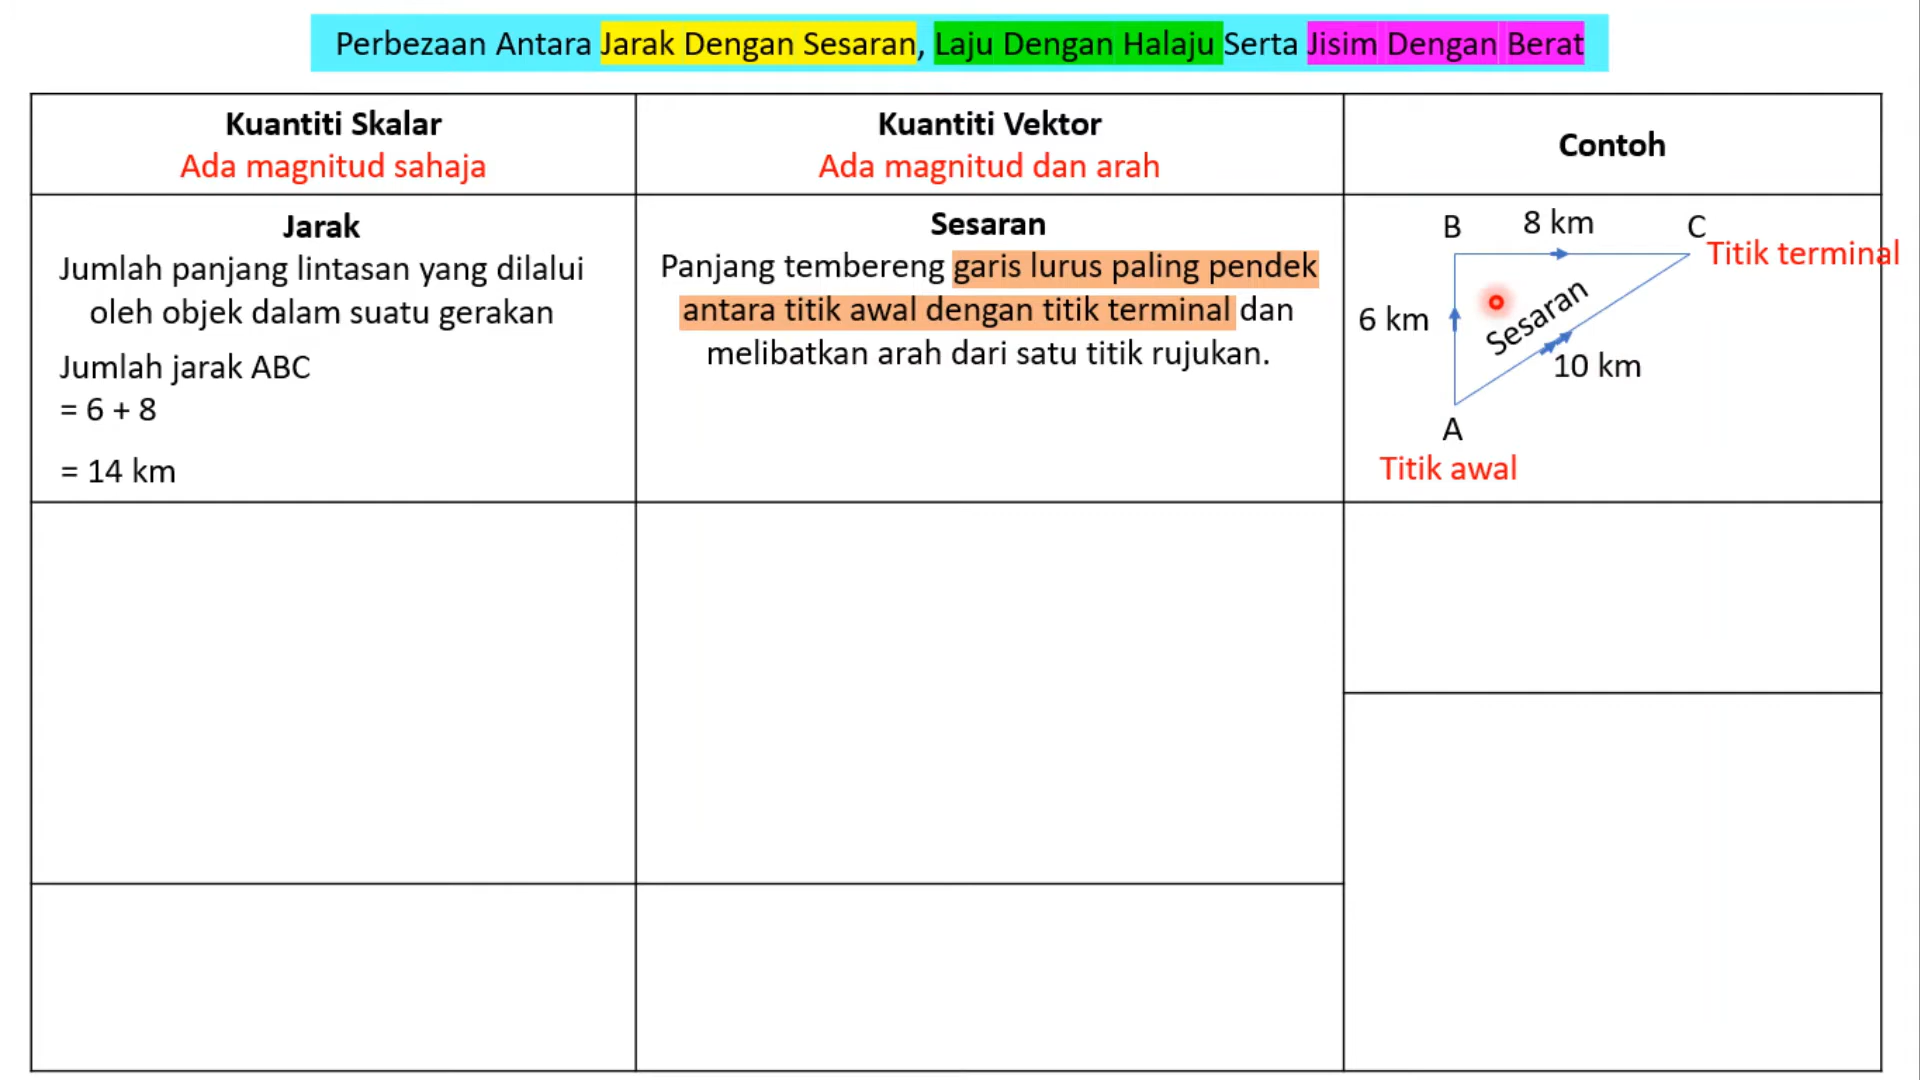 Perbezaan Antara Jarak Dengan Sesaran, Laju Dengan Halaju Serta Jisim Dengan Berat
Kuantiti Skalar
Ada magnitud sahaja
Kuantiti Vektor
Ada magnitud dan arah
Contoh
Jarak
Jumlah panjang lintasan yang dilalui
oleh objek dalam suatu gerakan
Jumlah jarak ABC
= 6 + 8
= 14 km
Sesaran
Panjang tembereng garis lurus paling pendek
antara titik awal dengan titik terminal dan
melibatkan arah dari satu titik rujukan.
B
8 km
C
Titik terminal
6 km
Sesaran
10 km
A
Titik awal